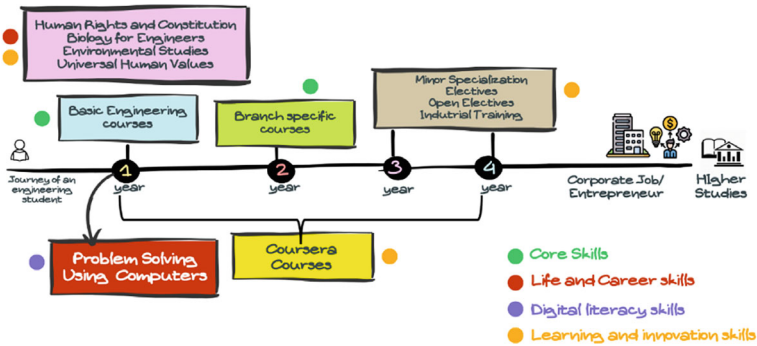 Human Rights and Constitution
Biology for Engineers
Environmental Studies
Universal Human Values
Basic Engineering
courses
Branch specific
courses
Minor Specialization
Electives
Open Electives
Indutrial Training
Journey of an
engineering
student
1
year
2
year
3
year
4
year
Corporate Job/
Entrepreneur
Higher
Studies
Problem Solving
Using Computers
Coursera
Courses
Core Skills
Life and Career skills
Digital literacy skills
Learning and innovation skills